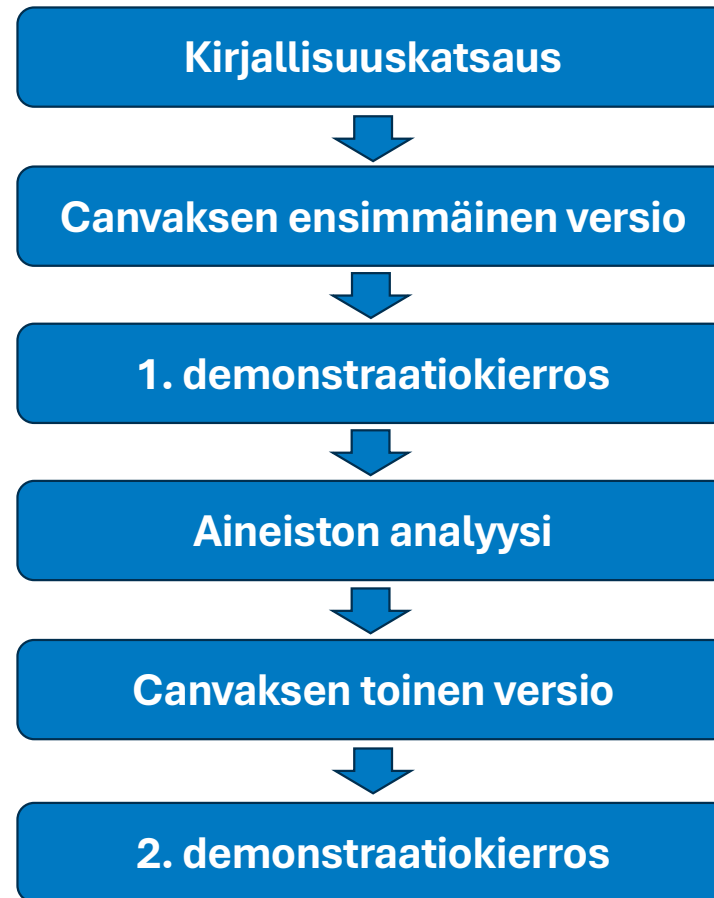 Kirjallisuuskatsaus
Canvaksen ensimmäinen versio
1. demonstraatiokierros
Aineiston analyysi
Canvaksen toinen versio
2. demonstraatiokierros